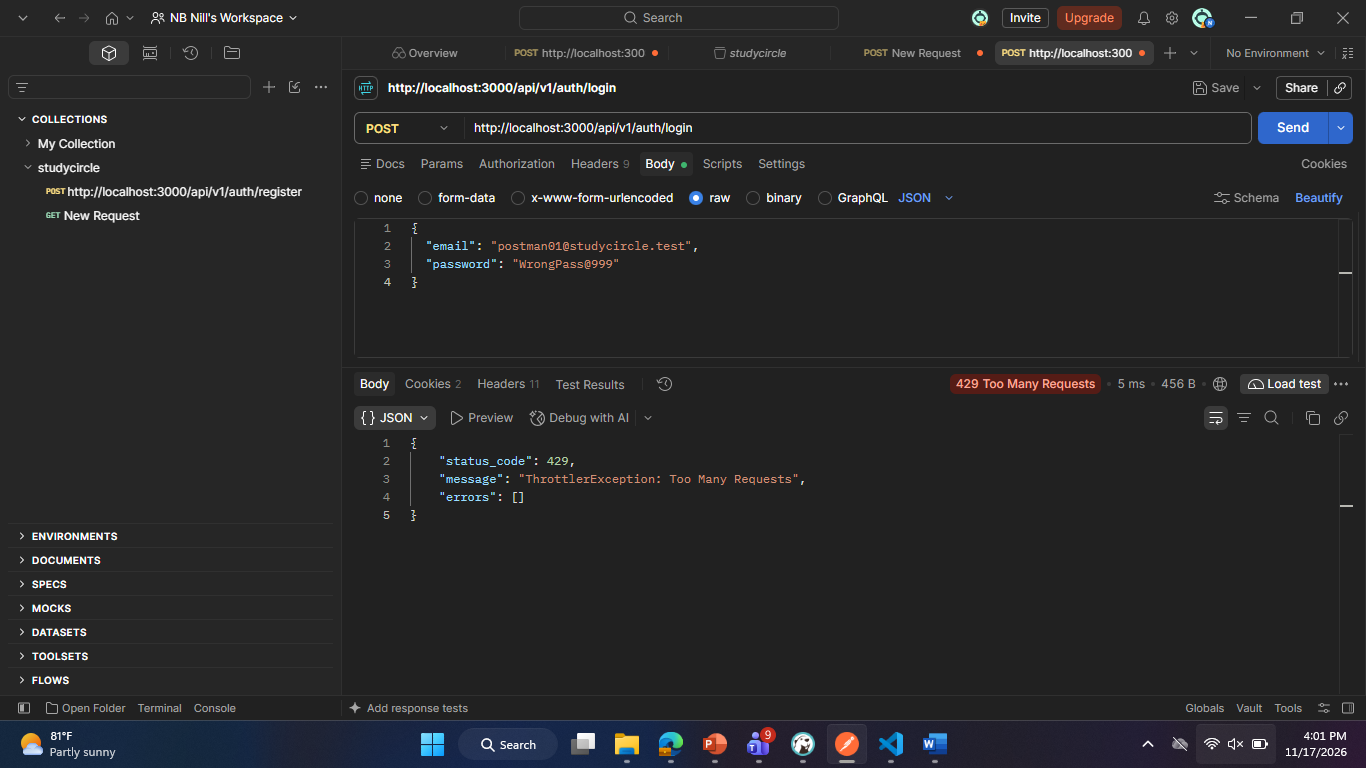 NB Nill's Workspace
Search
Invite
Upgrade
Overview
POST http://localhost:300
studycircle
POST New Request
POST http://localhost:300
No Environment
HTTP http://localhost:3000/api/v1/auth/login
Save
Share
COLLECTIONS
My Collection
studycircle
POST http://localhost:3000/api/v1/auth/register
GET New Request
ENVIRONMENTS
DOCUMENTS
SPECS
MOCKS
DATASETS
TOOLSETS
FLOWS
POST http://localhost:3000/api/v1/auth/login
Send
Docs Params Authorization Headers 9 Body Scripts Settings
Cookies
none form-data x-www-form-urlencoded raw binary GraphQL JSON
Schema Beautify
1 {
2 "email": "postman01@studycircle.test",
3 "password": "WrongPass@999"
4 }
Body Cookies 2 Headers 11 Test Results
429 Too Many Requests • 5 ms • 456 B
Load test
{} JSON Preview Debug with AI
1 {
2 "status_code": 429,
3 "message": "ThrottlerException: Too Many Requests",
4 "errors": []
5 }
Open Folder Terminal Console
Add response tests
Globals Vault Tools
81°F
Partly sunny
Search
9
4:01 PM
11/17/2026